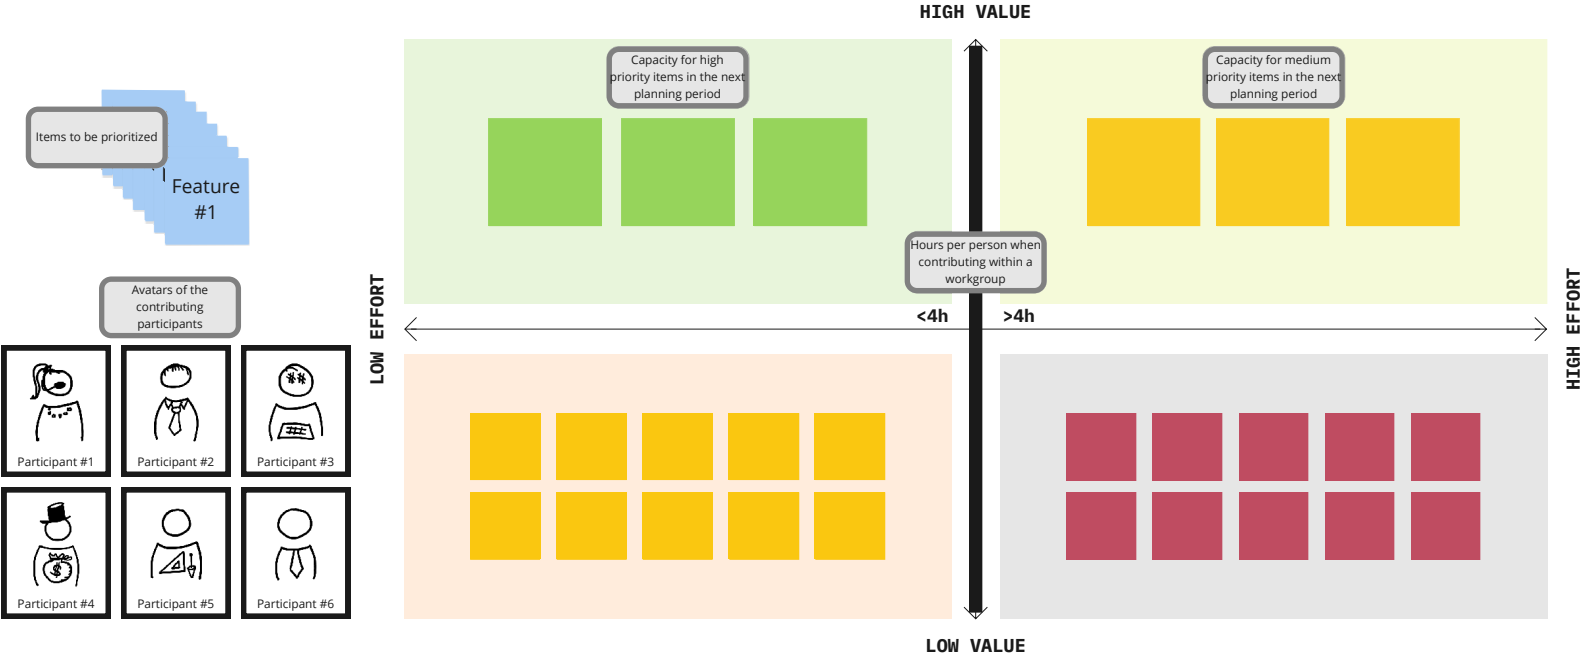 HIGH VALUE
Capacity for high
priority items in the next
planning period
Capacity for medium
priority items in the next
planning period
Items to be prioritized
Feature
#1
Hours per person when
contributing within a
workgroup
Avatars of the
contributing
participants
LOW EFFORT
<4h
>4h
HIGH EFFORT
Participant #1
Participant #2
Participant #3
$
Participant #4
Participant #5
Participant #6
LOW VALUE